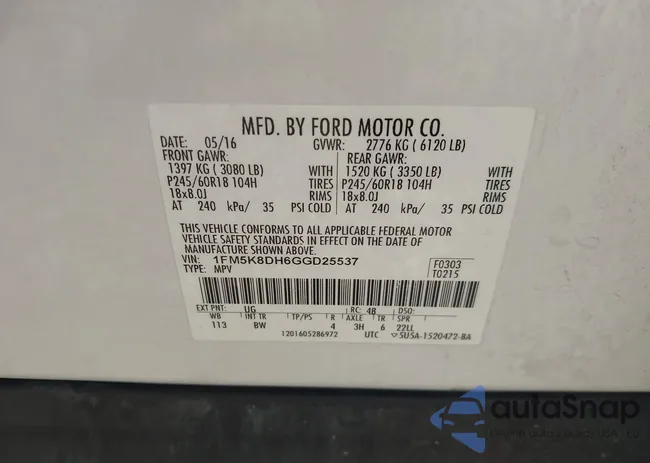 MFD. BY FORD MOTOR CO.
DATE: 05/16 GVWR: 2776 KG ( 6120 LB)
FRONT GAWR: REAR GAWR:
1397 KG ( 3080 LB) WITH 1520 KG ( 3350 LB) WITH
P245/60R18 104H TIRES P245/60R18 104H TIRES
18x8.0J RIMS 18x8.0J RIMS
AT 240 kPa/ 35 PSI COLD AT 240 kPa/ 35 PSI COLD
THIS VEHICLE CONFORMS TO ALL APPLICABLE FEDERAL MOTOR
VEHICLE SAFETY STANDARDS IN EFFECT ON THE DATE OF
MANUFACTURE SHOWN ABOVE.
VIN: 1FM5K8DH6GGD25537 F0303
TYPE: MPV T0215
EXT PNT: UG RC: 48 DSO:
WB INT TR TP/PS R AXLE TR SPR
113 BW 4 3H 6 22LL
1201605286972 UTC 5U5A-1520472-BA
autoSnap